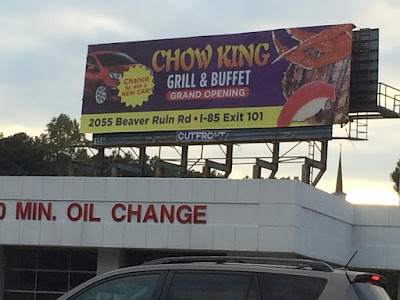 CHOW KING
GRILL & BUFFET
GRAND OPENING
Chance
to win a
NEW CAR!
2055 Beaver Ruin Rd • I-85 Exit 101
OUTFRONT/
0 MIN. OIL CHANGE